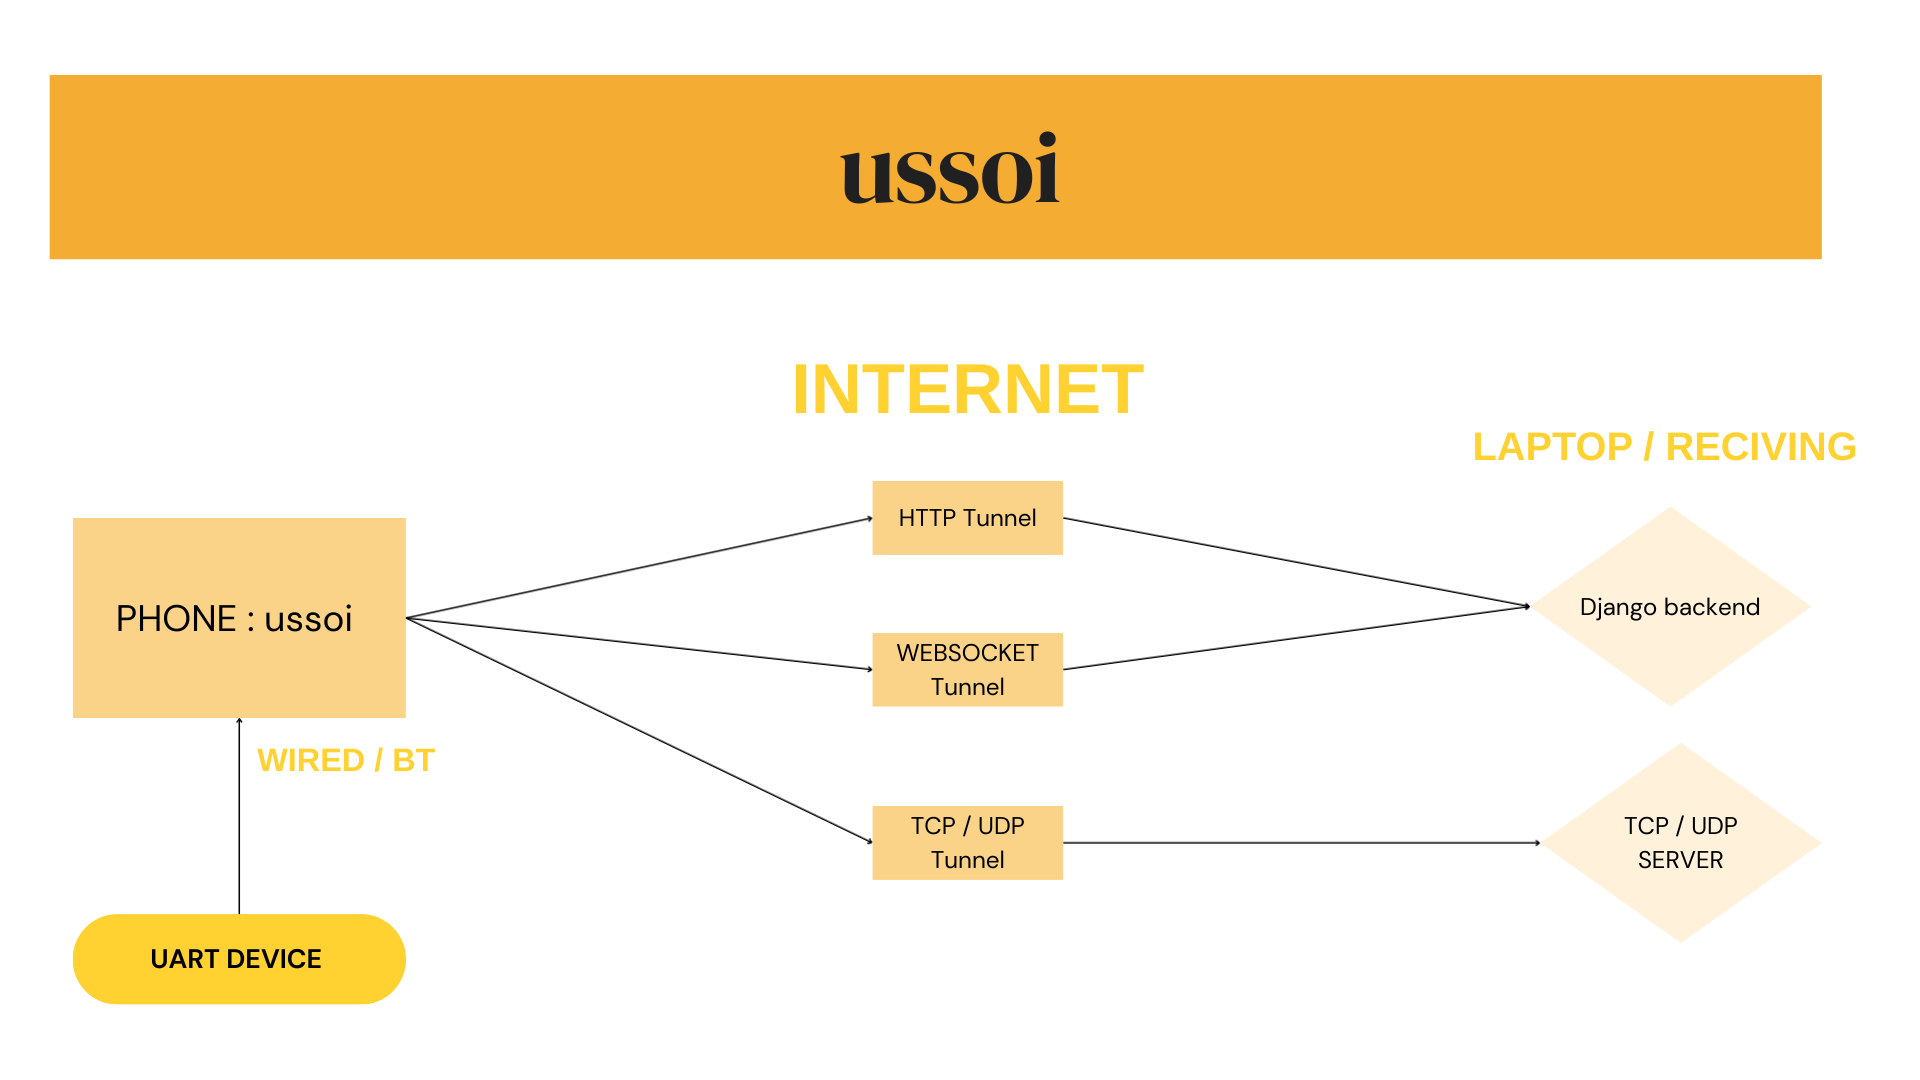 ussoi
INTERNET
LAPTOP / RECIVING
HTTP Tunnel
PHONE : ussoi
WEBSOCKET
Tunnel
Django backend
WIRED / BT
TCP / UDP
Tunnel
TCP / UDP
SERVER
UART DEVICE